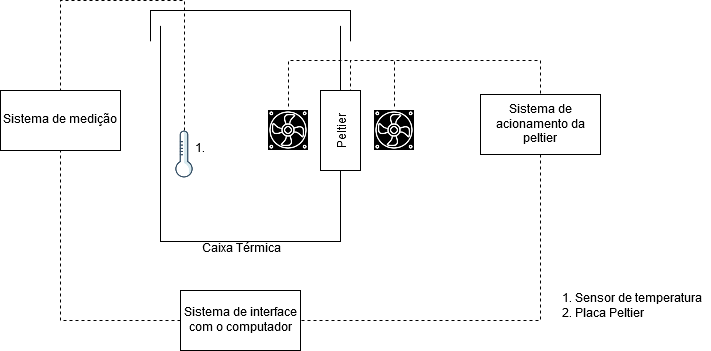 Sistema de medição
1.
Peltier
Sistema de
acionamento da
peltier
Caixa Térmica
Sistema de interface
com o computador
1. Sensor de temperatura
2. Placa Peltier